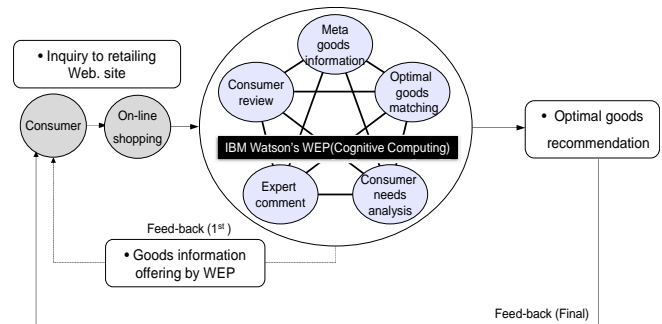 • Inquiry to retailing
Web. site
Consumer
On-line
shopping
Meta
goods
information
Consumer
review
Optimal
goods
matching
IBM Watson's WEP(Cognitive Computing)
Expert
comment
Consumer
needs
analysis
• Optimal goods
recommendation
Feed-back (1st )
• Goods information
offering by WEP
Feed-back (Final)